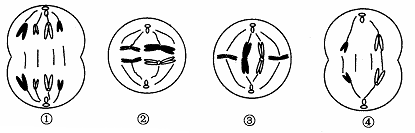 ① ② ③ ④